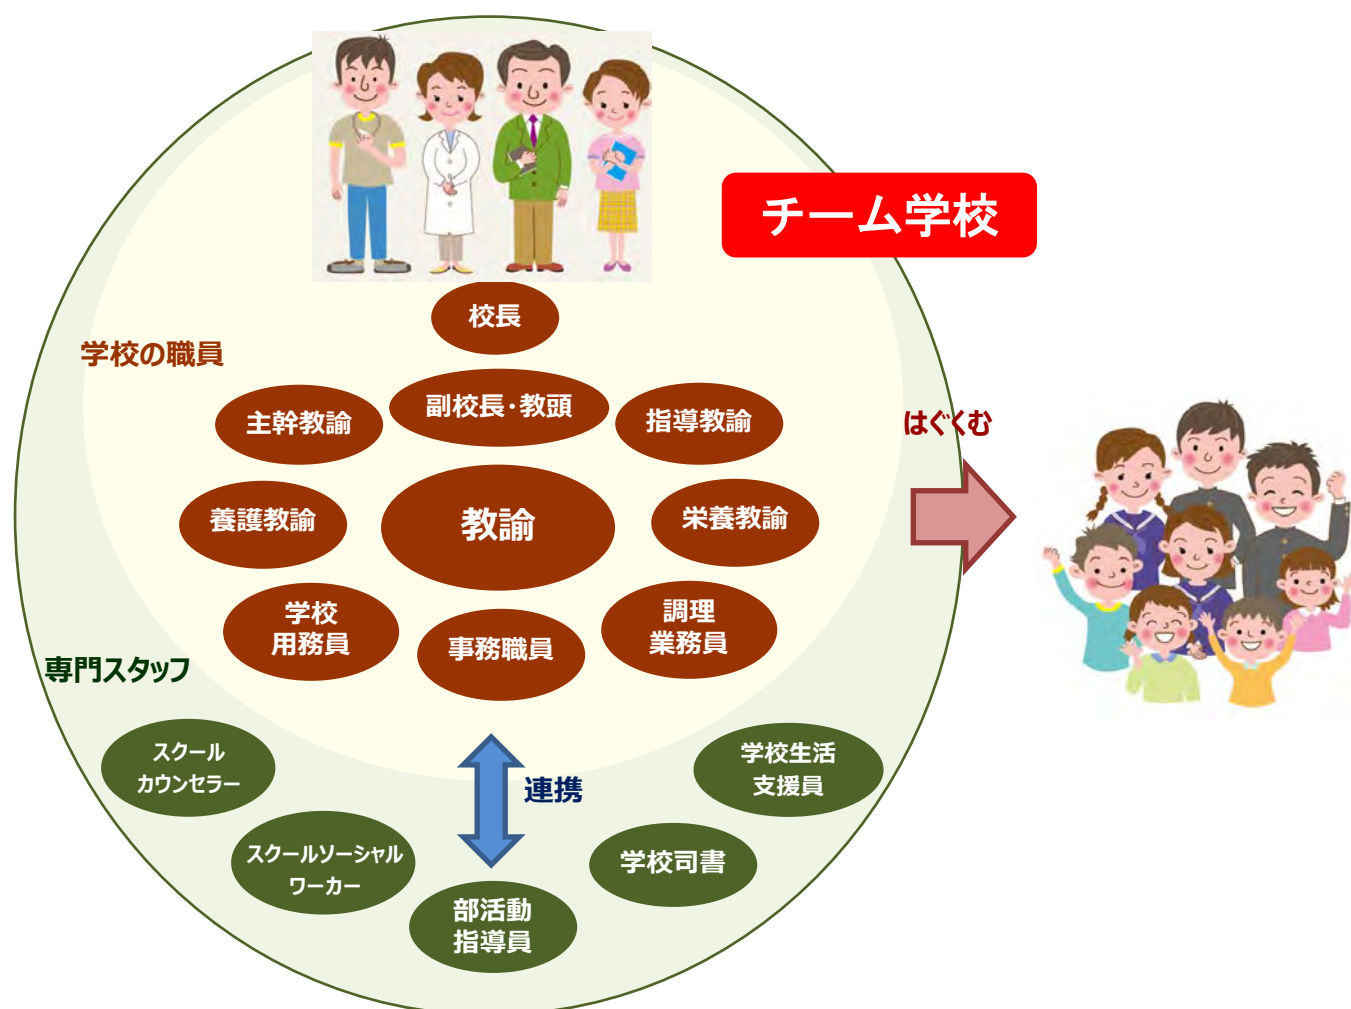 チーム学校
校長
学校の職員
副校長・教頭
主幹教諭
指導教諭
はぐくむ
養護教諭
教諭
栄養教諭
学校
用務員
事務職員
調理
業務員
専門スタッフ
スクール
カウンセラー
連携
学校生活
支援員
スクールソーシャル
ワーカー
学校司書
部活動
指導員